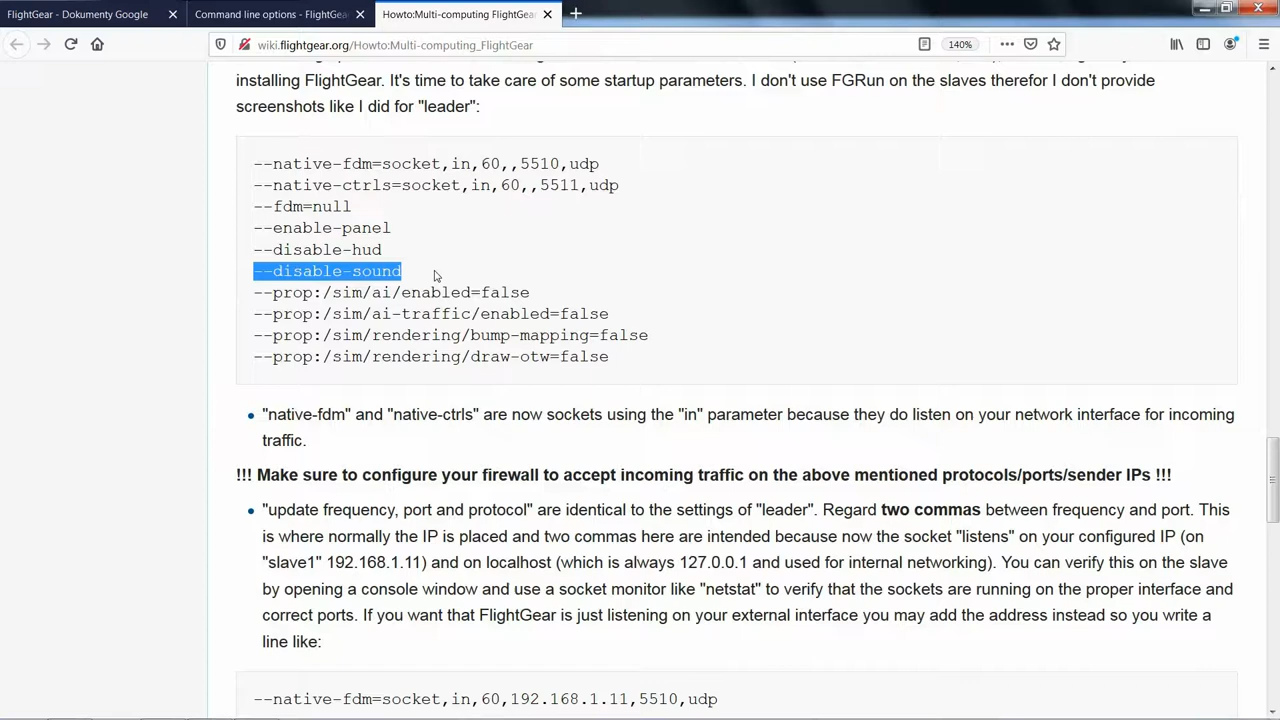 FlightGear - Dokumenty Google
Command line options - FlightGea
Howto:Multi-computing FlightGear
wiki.flightgear.org/Howto:Multi-computing_FlightGear
140%
installing FlightGear. It's time to take care of some startup parameters. I don't use FGRun on the slaves therefor I don't provide
screenshots like I did for "leader":
--native-fdm=socket,in,60,,5510,udp
--native-ctrls=socket,in,60,,5511,udp
--fdm=null
--enable-panel
--disable-hud
--disable-sound
--prop:/sim/ai/enabled=false
--prop:/sim/ai-traffic/enabled=false
--prop:/sim/rendering/bump-mapping=false
--prop:/sim/rendering/draw-otw=false
"native-fdm" and "native-ctrls" are now sockets using the "in" parameter because they do listen on your network interface for incoming
traffic.
!!! Make sure to configure your firewall to accept incoming traffic on the above mentioned protocols/ports/sender IPs !!!
"update frequency, port and protocol" are identical to the settings of "leader". Regard two commas between frequency and port. This
is where normally the IP is placed and two commas here are intended because now the socket "listens" on your configured IP (on
"slave1" 192.168.1.11) and on localhost (which is always 127.0.0.1 and used for internal networking). You can verify this on the slave
by opening a console window and use a socket monitor like "netstat" to verify that the sockets are running on the proper interface and
correct ports. If you want that FlightGear is just listening on your external interface you may add the address instead so you write a
line like:
--native-fdm=socket,in,60,192.168.1.11,5510,udp